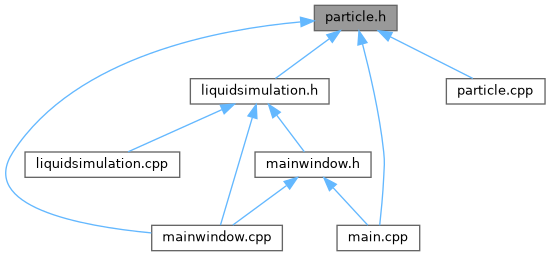 particle.h
liquidsimulation.h
particle.cpp
liquidsimulation.cpp
mainwindow.h
mainwindow.cpp
main.cpp